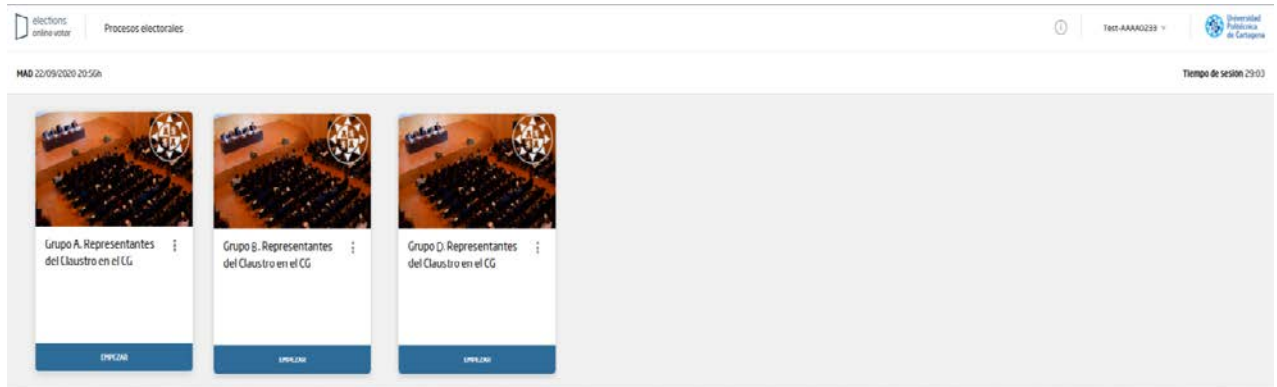 elections
online voter
Procesos electorales
Test-AAAA0233
Universidad
Politécnica
de Cartagena
MAD 22/09/2020 20:56h
Tiempo de sesión 29:03
Grupo A. Representantes
del Claustro en el CG
EMPEZAR
Grupo B. Representantes
del Claustro en el CG
EMPEZAR
Grupo D. Representantes
del Claustro en el CG
EMPEZAR